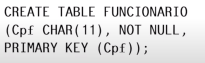 CREATE TABLE FUNCIONARIO
(Cpf CHAR(11), NOT NULL,
PRIMARY KEY (Cpf));